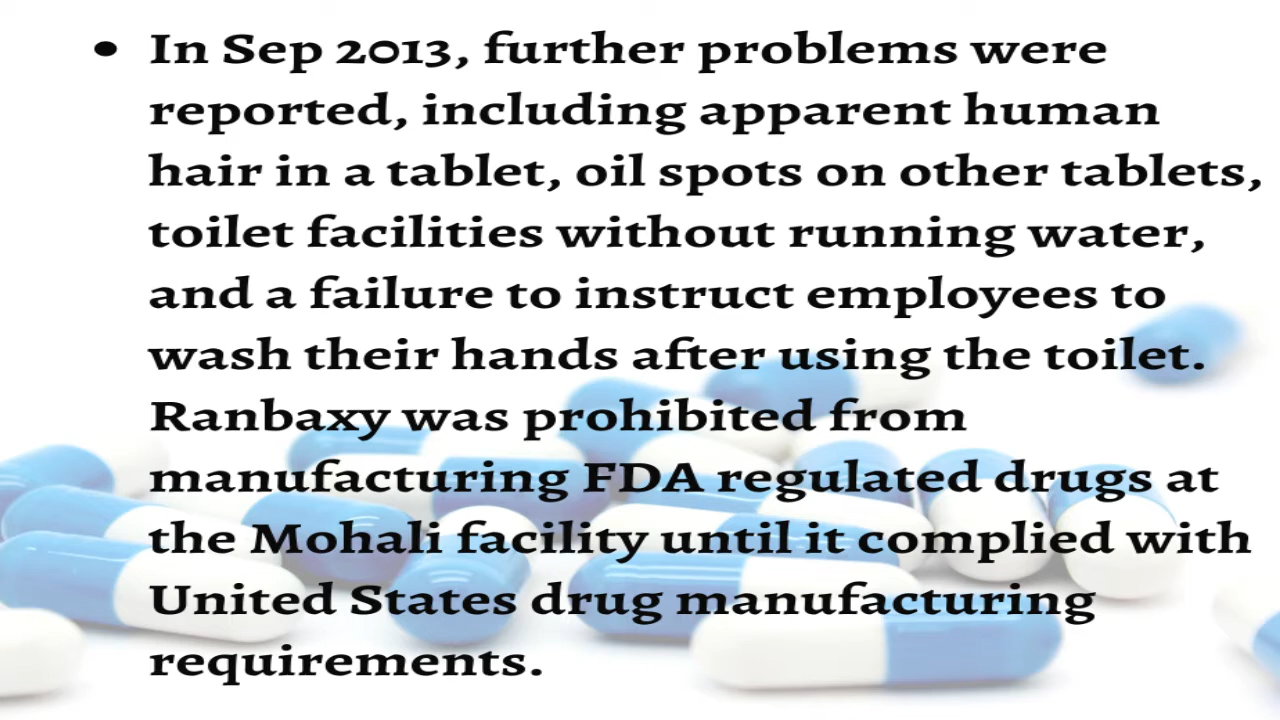 • In Sep 2013, further problems were
reported, including apparent human
hair in a tablet, oil spots on other tablets,
toilet facilities without running water,
and a failure to instruct employees to
wash their hands after using the toilet.
Ranbaxy was prohibited from
manufacturing FDA regulated drugs at
the Mohali facility until it complied with
United States drug manufacturing
requirements.